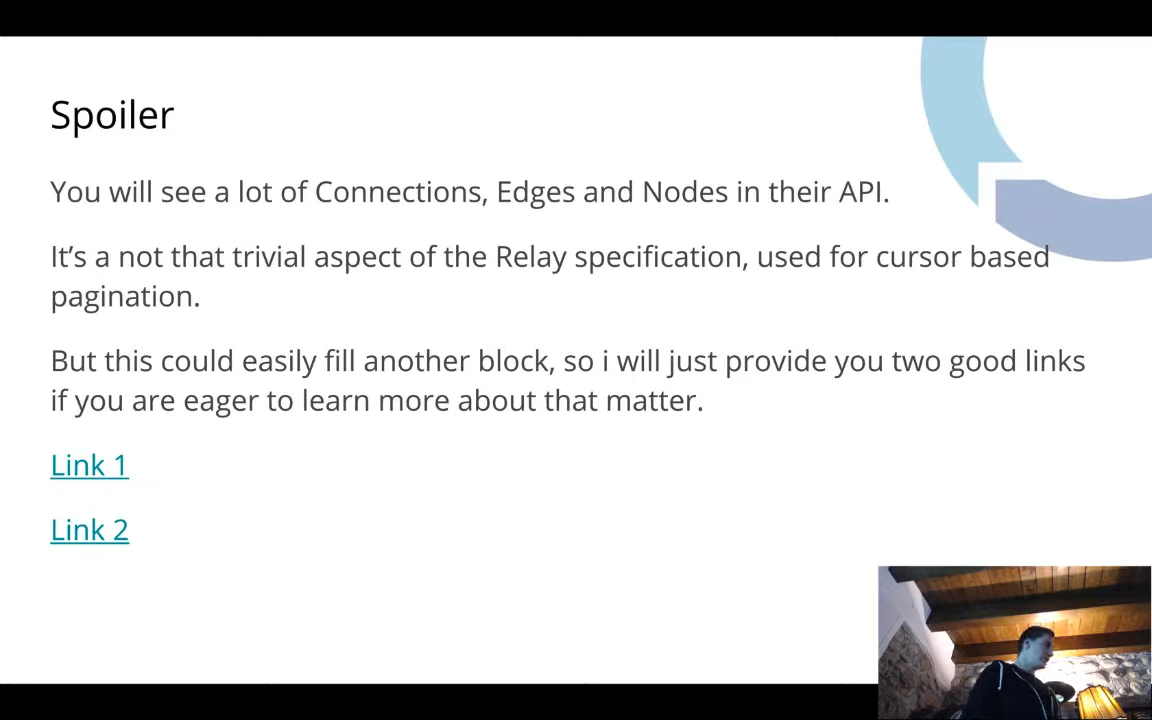 Spoiler
You will see a lot of Connections, Edges and Nodes in their API.
It’s a not that trivial aspect of the Relay specification, used for cursor based
pagination.
But this could easily fill another block, so i will just provide you two good links
if you are eager to learn more about that matter.
Link 1
Link 2